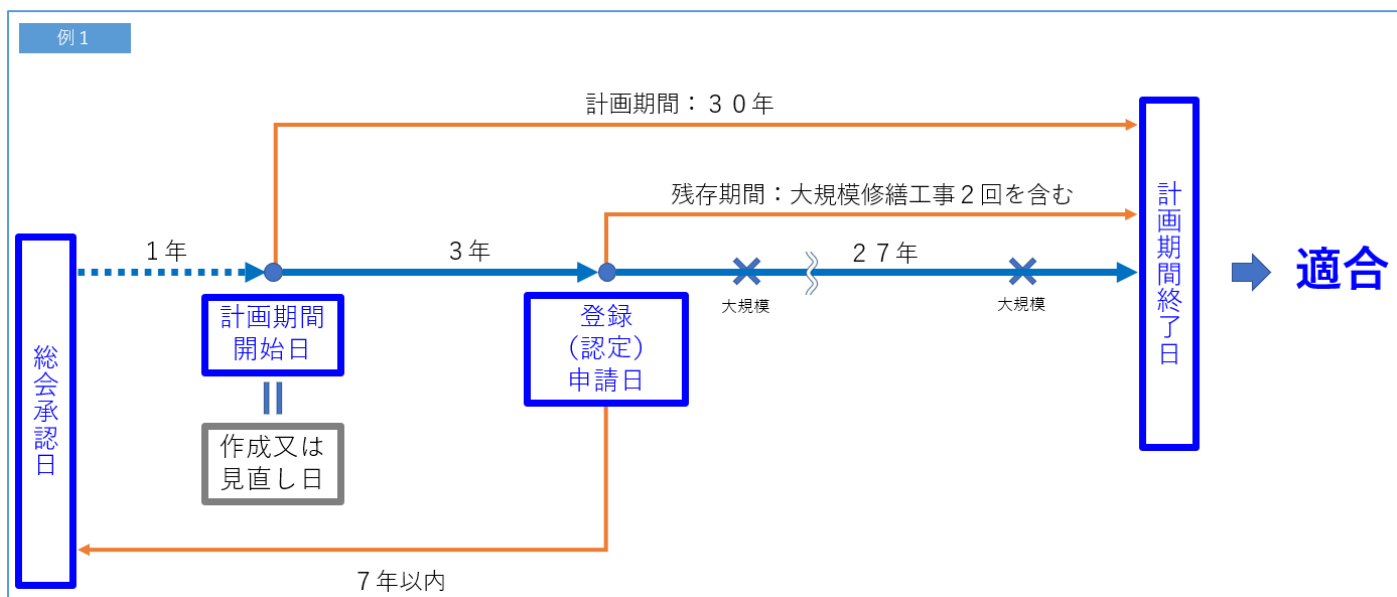 例1
計画期間：３０年
残存期間：大規模修繕工事２回を含む
1年
3年
２７年
大規模
大規模
総会承認日
計画期間
開始日
作成又は
見直し日
登録
（認定）
申請日
計画期間終了日
適合
７年以内